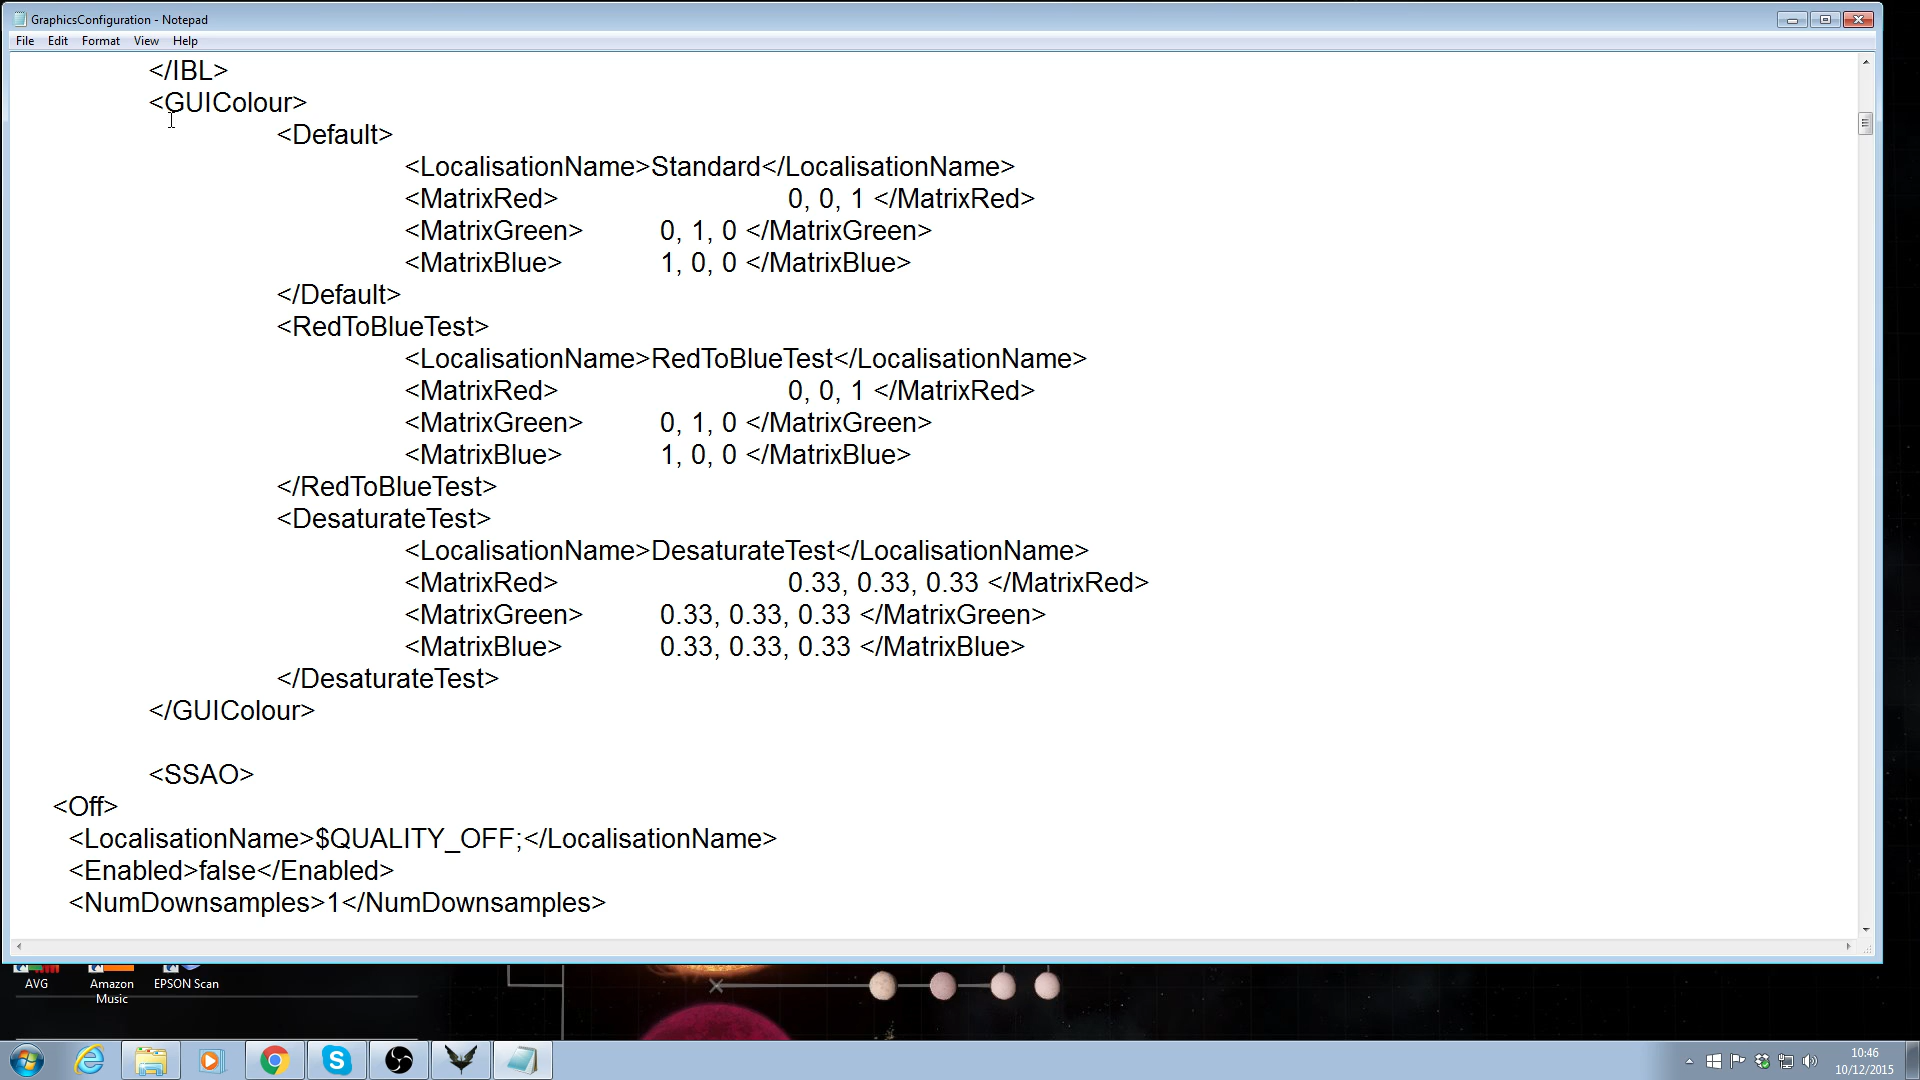 GraphicsConfiguration - Notepad
File Edit Format View Help
</IBL>
<GUIColour>
<Default>
<LocalisationName>Standard</LocalisationName>
<MatrixRed> 0, 0, 1 </MatrixRed>
<MatrixGreen> 0, 1, 0 </MatrixGreen>
<MatrixBlue> 1, 0, 0 </MatrixBlue>
</Default>
<RedToBlueTest>
<LocalisationName>RedToBlueTest</LocalisationName>
<MatrixRed> 0, 0, 1 </MatrixRed>
<MatrixGreen> 0, 1, 0 </MatrixGreen>
<MatrixBlue> 1, 0, 0 </MatrixBlue>
</RedToBlueTest>
<DesaturateTest>
<LocalisationName>DesaturateTest</LocalisationName>
<MatrixRed> 0.33, 0.33, 0.33 </MatrixRed>
<MatrixGreen> 0.33, 0.33, 0.33 </MatrixGreen>
<MatrixBlue> 0.33, 0.33, 0.33 </MatrixBlue>
</DesaturateTest>
</GUIColour>
<SSAO>
<Off>
<LocalisationName>$QUALITY_OFF;</LocalisationName>
<Enabled>false</Enabled>
<NumDownsamples>1</NumDownsamples>
AVG
Amazon
Music
EPSON Scan
10:46
10/12/2015